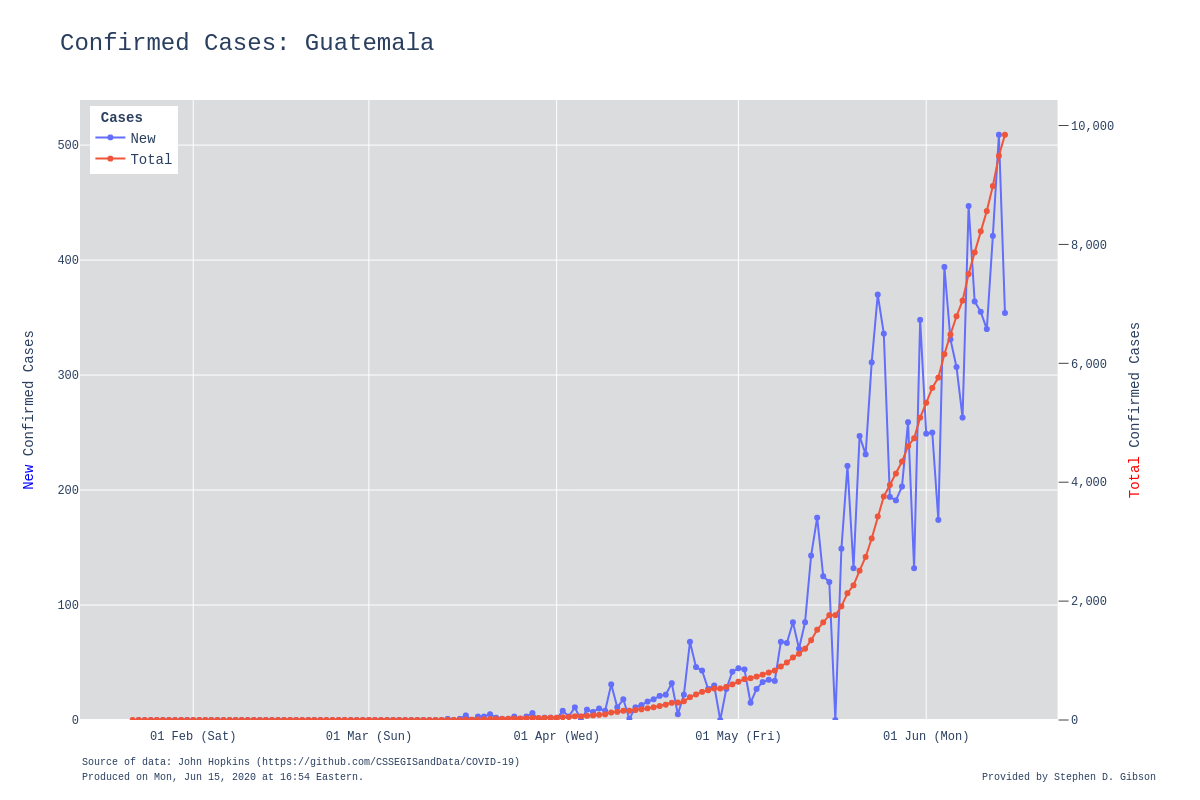 Confirmed Cases: Guatemala
Cases
New
Total
500
400
300
200
100
0
10,000
8,000
6,000
4,000
2,000
0
New Confirmed Cases
Total Confirmed Cases
01 Feb (Sat)
01 Mar (Sun)
01 Apr (Wed)
01 May (Fri)
01 Jun (Mon)
Source of data: John Hopkins (https://github.com/CSSEGISandData/COVID-19)
Produced on Mon, Jun 15, 2020 at 16:54 Eastern.
Provided by Stephen D. Gibson